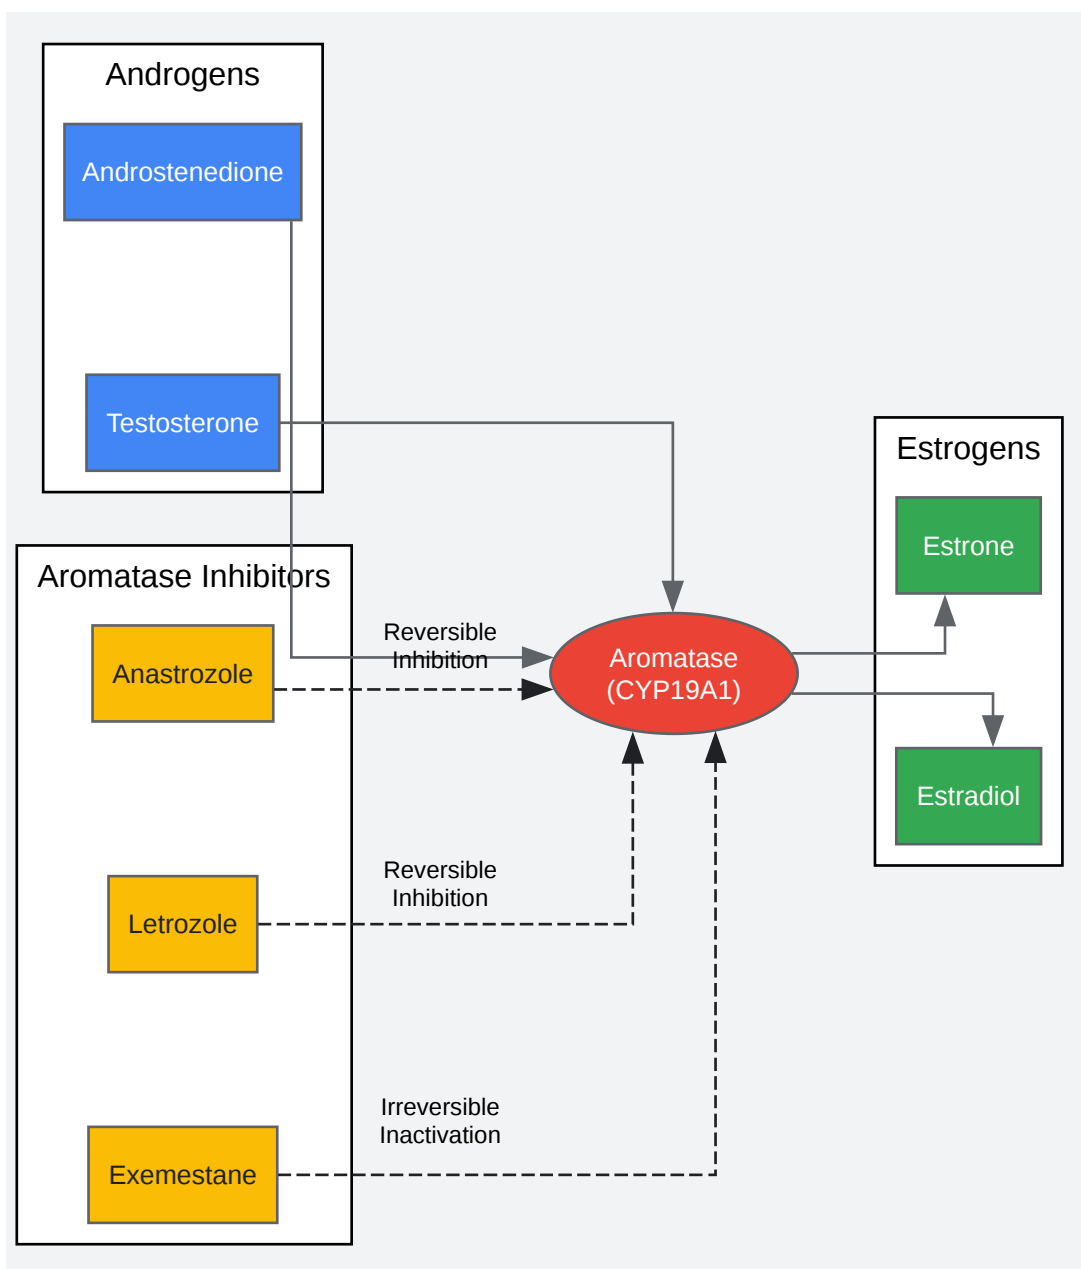 Androgens
Androstenedione
Testosterone
Aromatase Inhibitors
Anastrozole
Letrozole
Exemestane
Reversible
Inhibition
Reversible
Inhibition
Irreversible
Inactivation
Aromatase
(CYP19A1)
Estrogens
Estrone
Estradiol